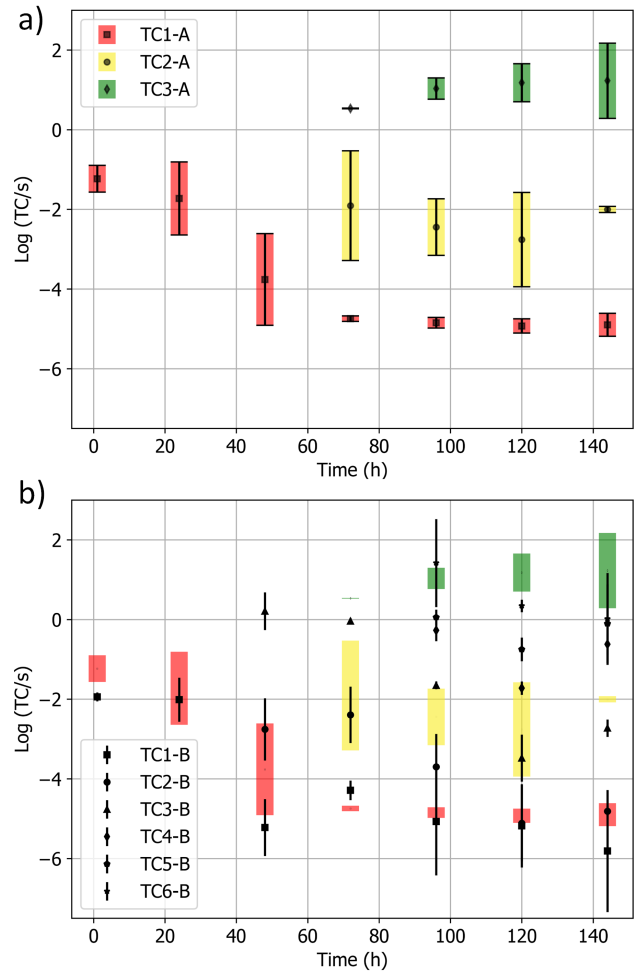 a)
TC1-A
TC2-A
TC3-A
2
0
−2
−4
−6
Log (TC/s)
0 20 40 60 80 100 120 140
Time (h)
b)
2
0
−2
−4
−6
Log (TC/s)
TC1-B
TC2-B
TC3-B
TC4-B
TC5-B
TC6-B
0 20 40 60 80 100 120 140
Time (h)